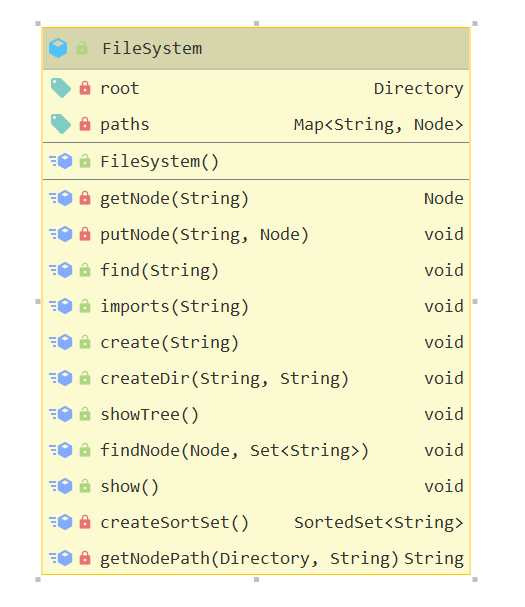 FileSystem
root Directory
paths Map<String, Node>
FileSystem()
getNode(String) Node
putNode(String, Node) void
find(String) void
imports(String) void
create(String) void
createDir(String, String) void
showTree() void
findNode(Node, Set<String>) void
show() void
createSortSet() SortedSet<String>
getNodePath(Directory, String) String